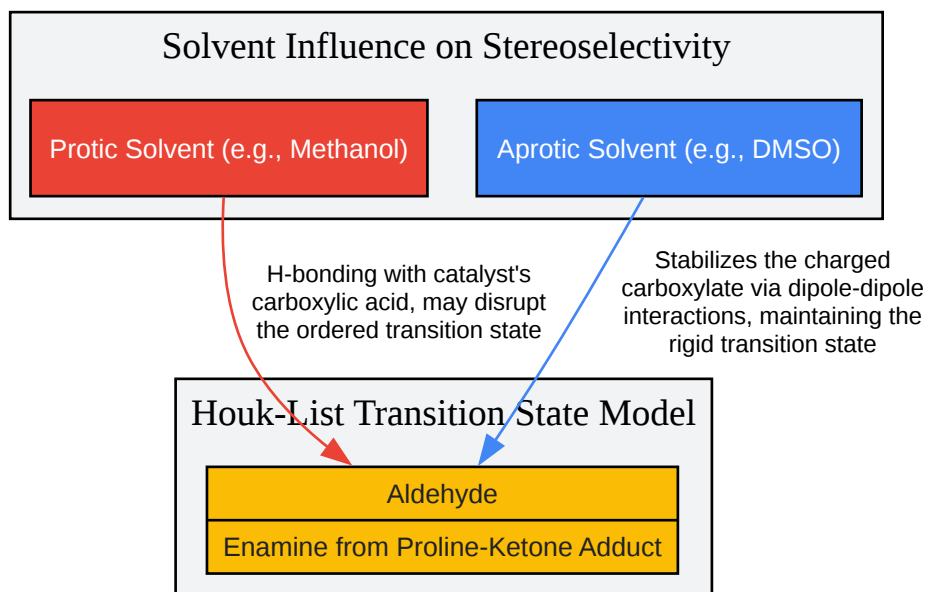 Solvent Influence on Stereoselectivity
Protic Solvent (e.g., Methanol)
Aprotic Solvent (e.g., DMSO)
H-bonding with catalyst's
carboxylic acid, may disrupt
the ordered transition state
Stabilizes the charged
carboxylate via dipole-dipole
interactions, maintaining the
rigid transition state
Houk-List Transition State Model
Aldehyde
Enamine from Proline-Ketone Adduct